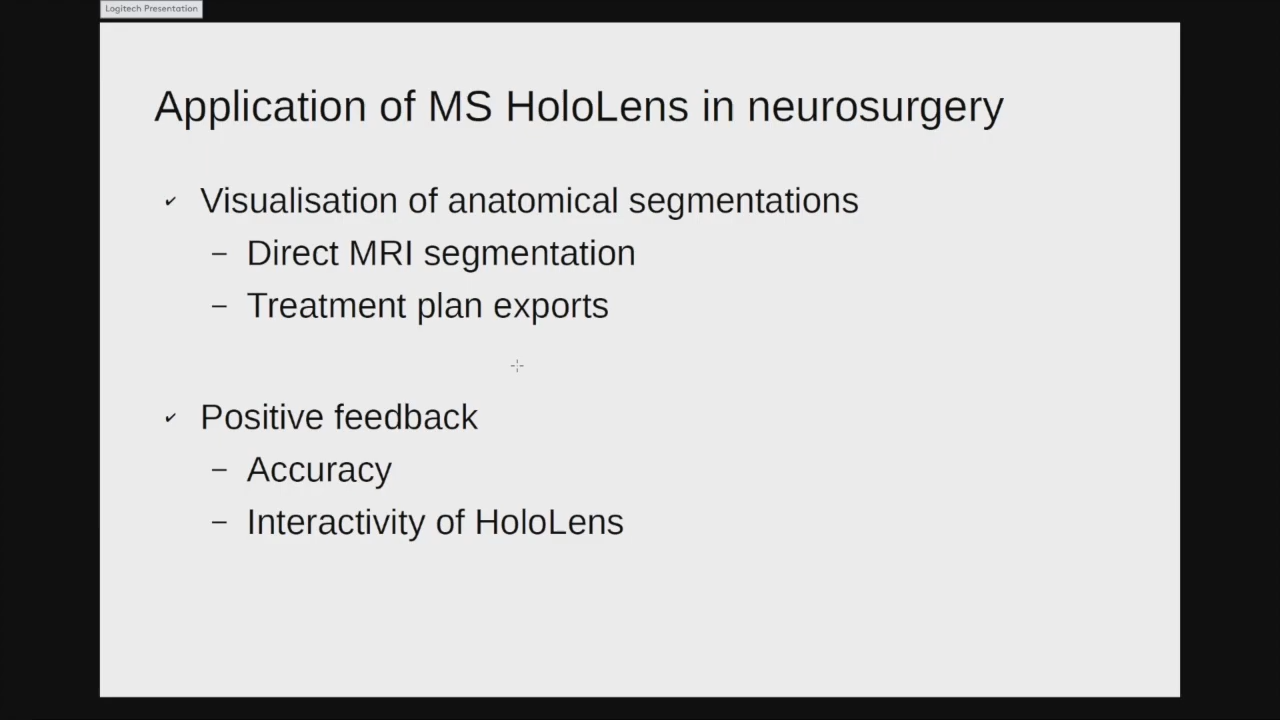 Logitech Presentation
Application of MS HoloLens in neurosurgery
✔ Visualisation of anatomical segmentations
– Direct MRI segmentation
– Treatment plan exports
✔ Positive feedback
– Accuracy
– Interactivity of HoloLens